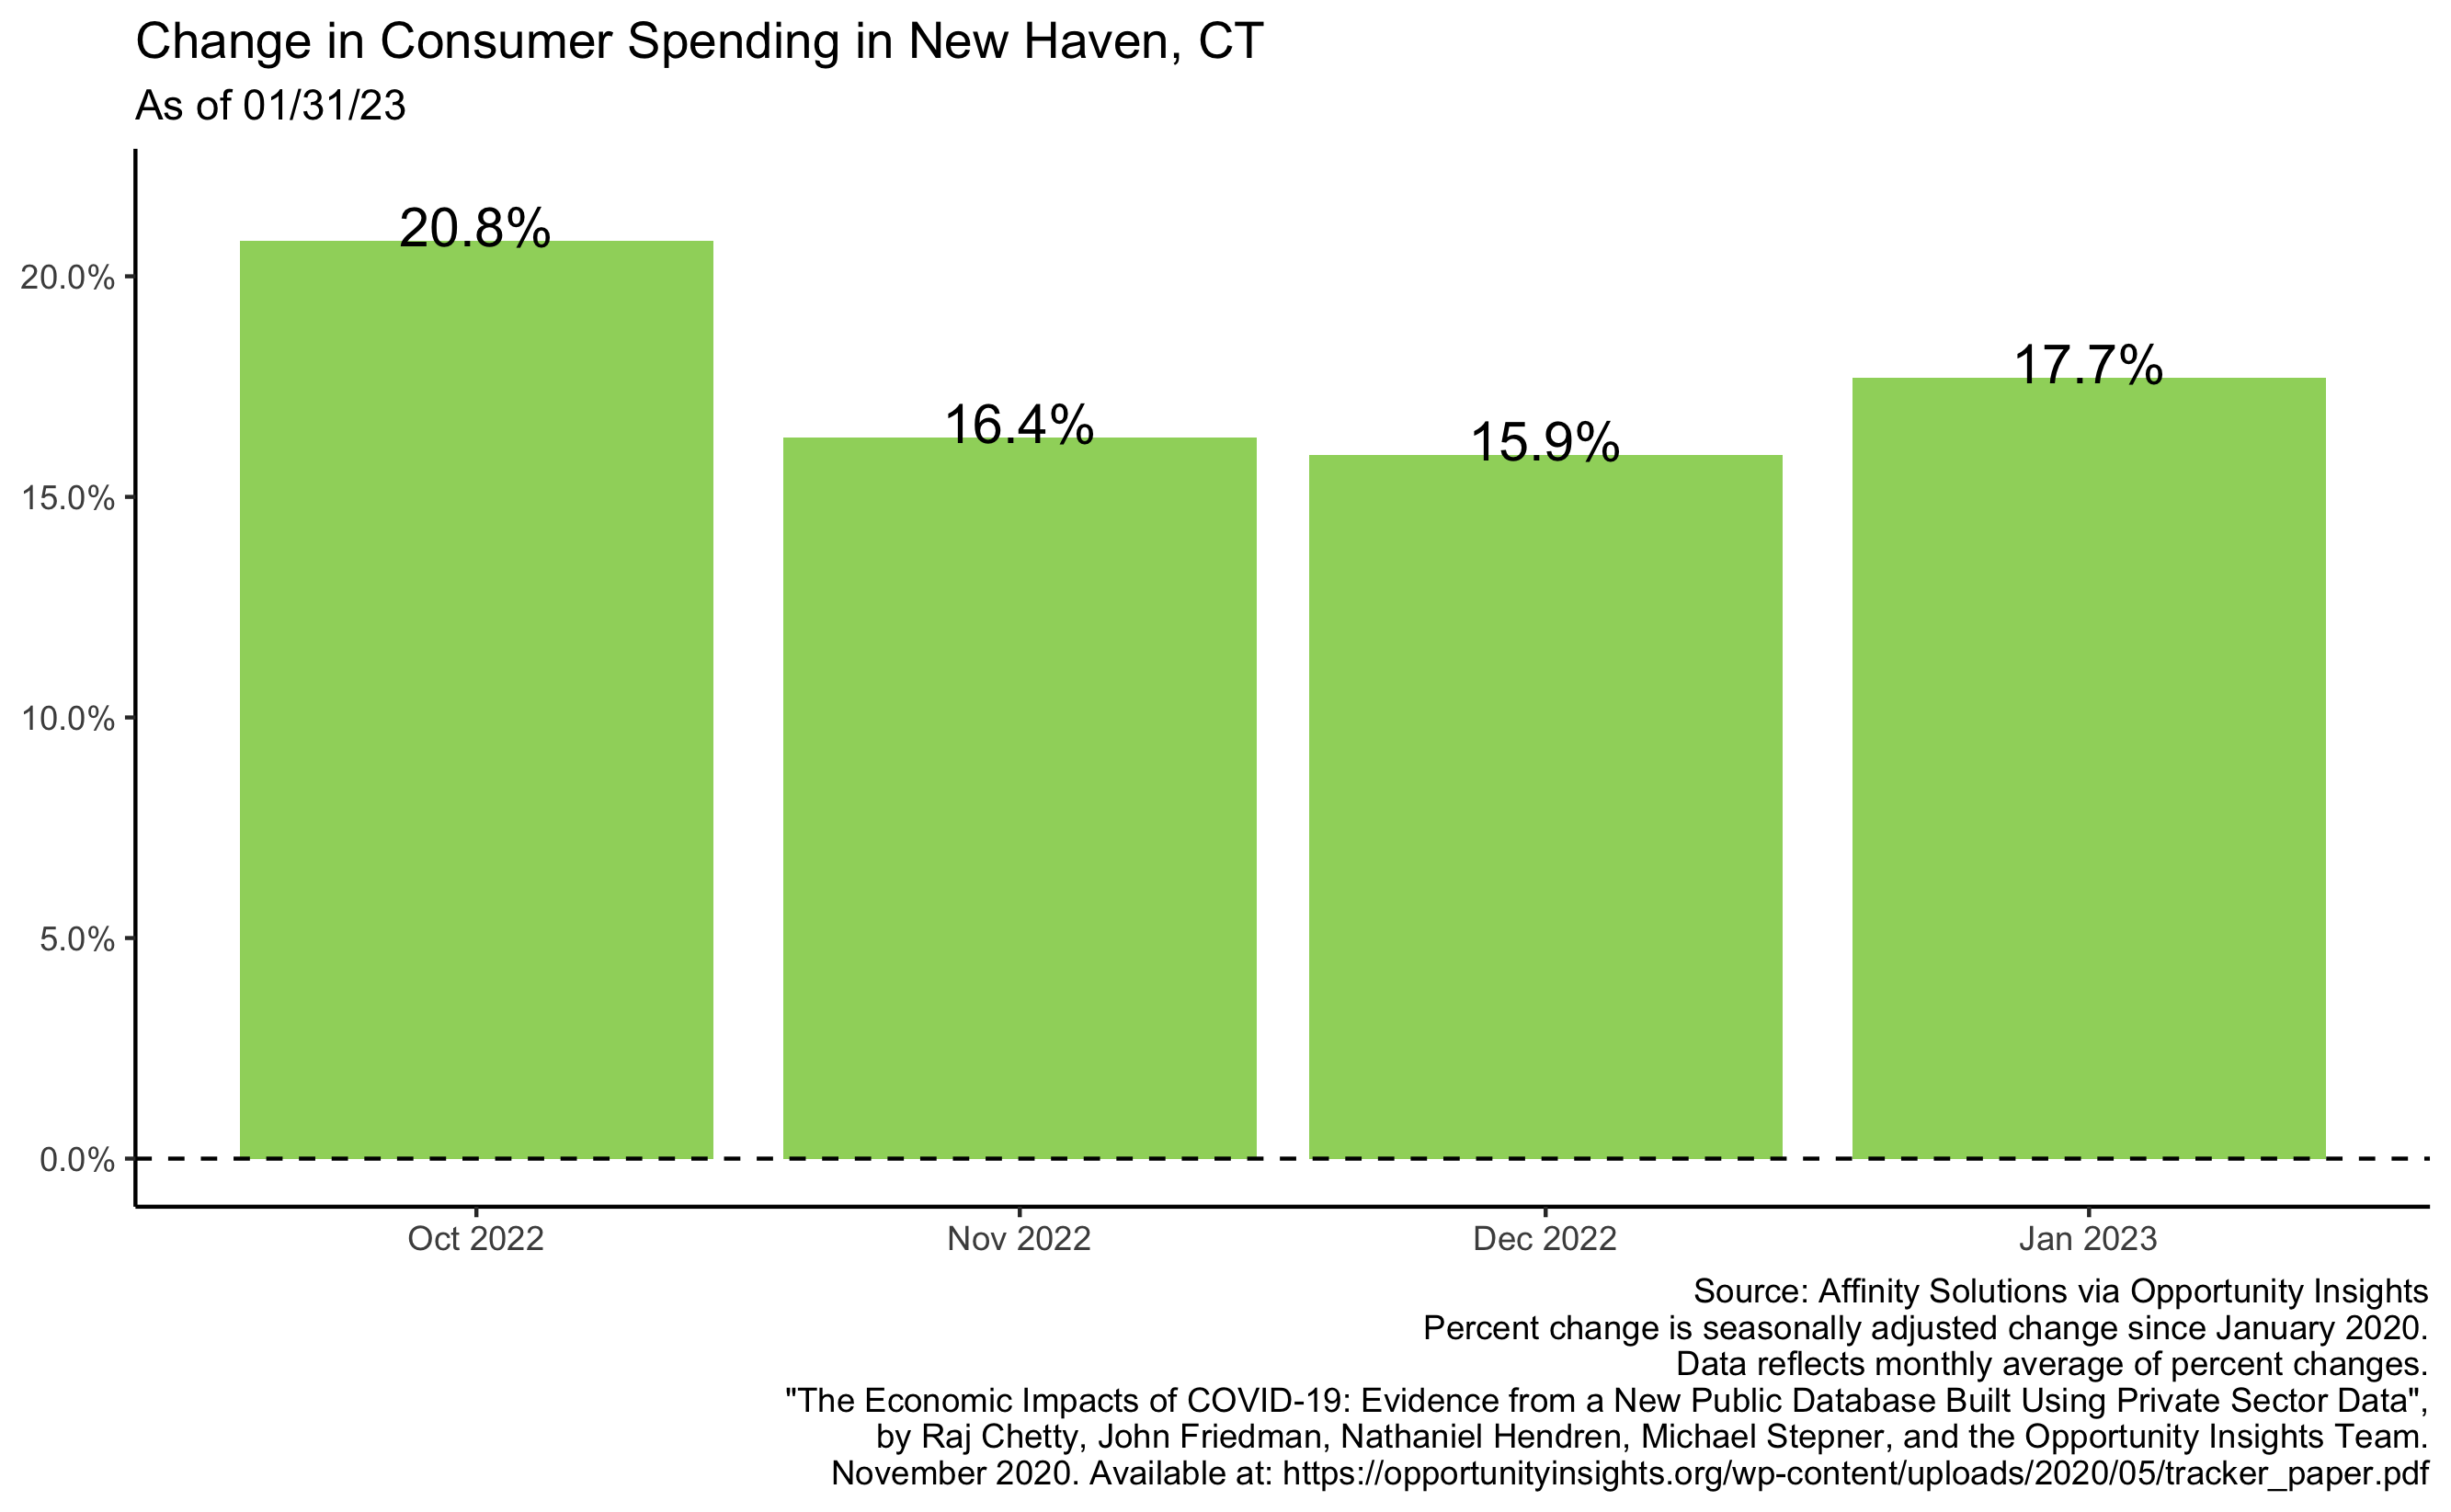 Change in Consumer Spending in New Haven, CT
As of 01/31/23
20.8%
16.4%
15.9%
17.7%
20.0%
15.0%
10.0%
5.0%
0.0%
Oct 2022
Nov 2022
Dec 2022
Jan 2023
Source: Affinity Solutions via Opportunity Insights
Percent change is seasonally adjusted change since January 2020.
Data reflects monthly average of percent changes.
"The Economic Impacts of COVID-19: Evidence from a New Public Database Built Using Private Sector Data",
by Raj Chetty, John Friedman, Nathaniel Hendren, Michael Stepner, and the Opportunity Insights Team.
November 2020. Available at: https://opportunityinsights.org/wp-content/uploads/2020/05/tracker_paper.pdf